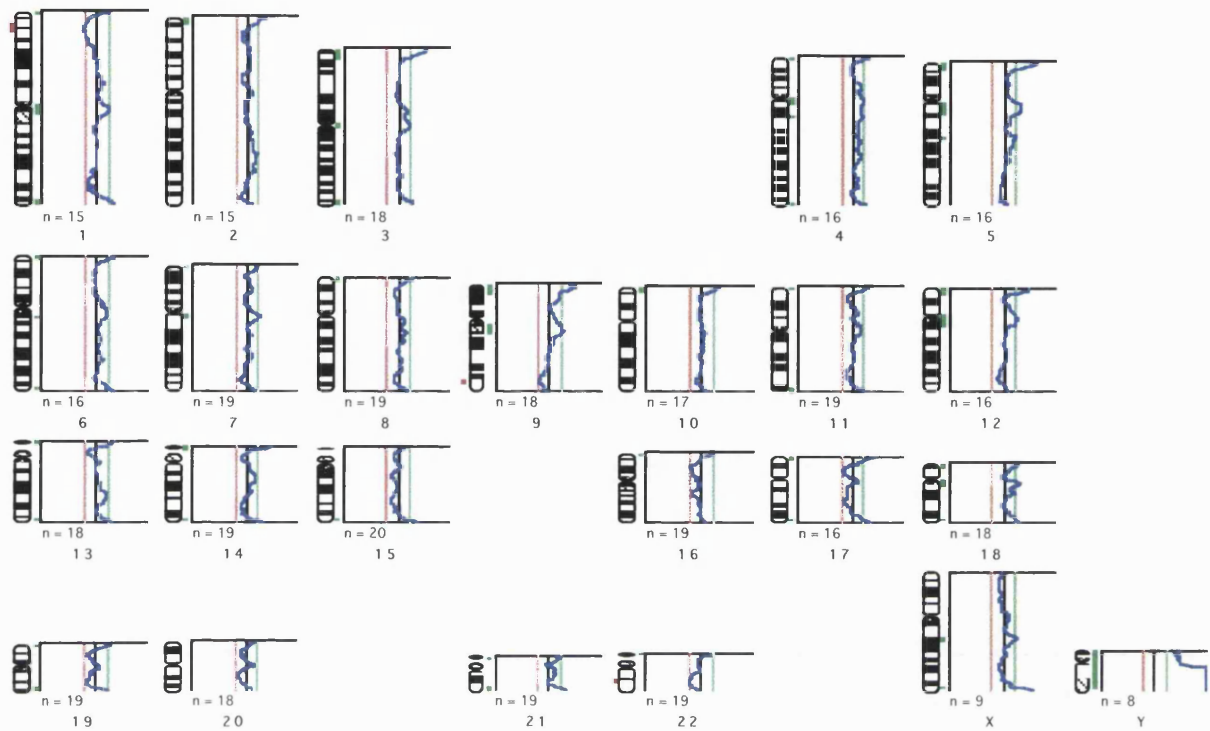 n = 15
1
n = 15
2
n = 18
3
n = 16
4
n = 16
5
n = 16
6
n = 19
7
n = 19
8
n = 18
9
n = 17
10
n = 19
11
n = 16
12
n = 18
13
n = 19
14
n = 20
15
n = 19
16
n = 16
17
n = 18
18
n = 19
19
n = 18
20
n = 19
21
n = 19
22
n = 9
X
n = 8
Y